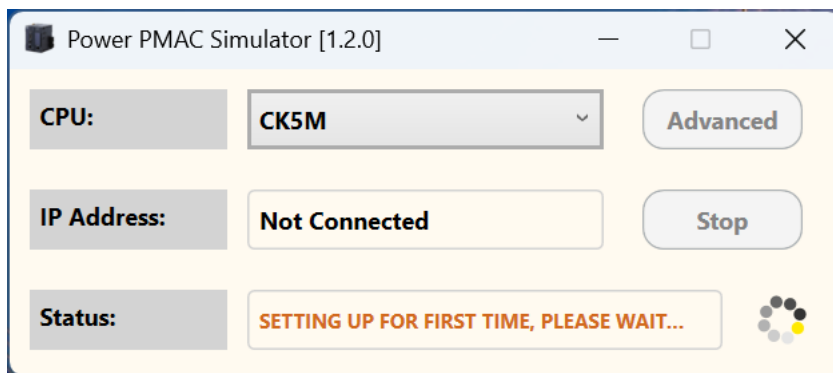 Power PMAC Simulator [1.2.0]
CPU: CK5M Advanced
IP Address: Not Connected Stop
Status: SETTING UP FOR FIRST TIME, PLEASE WAIT...